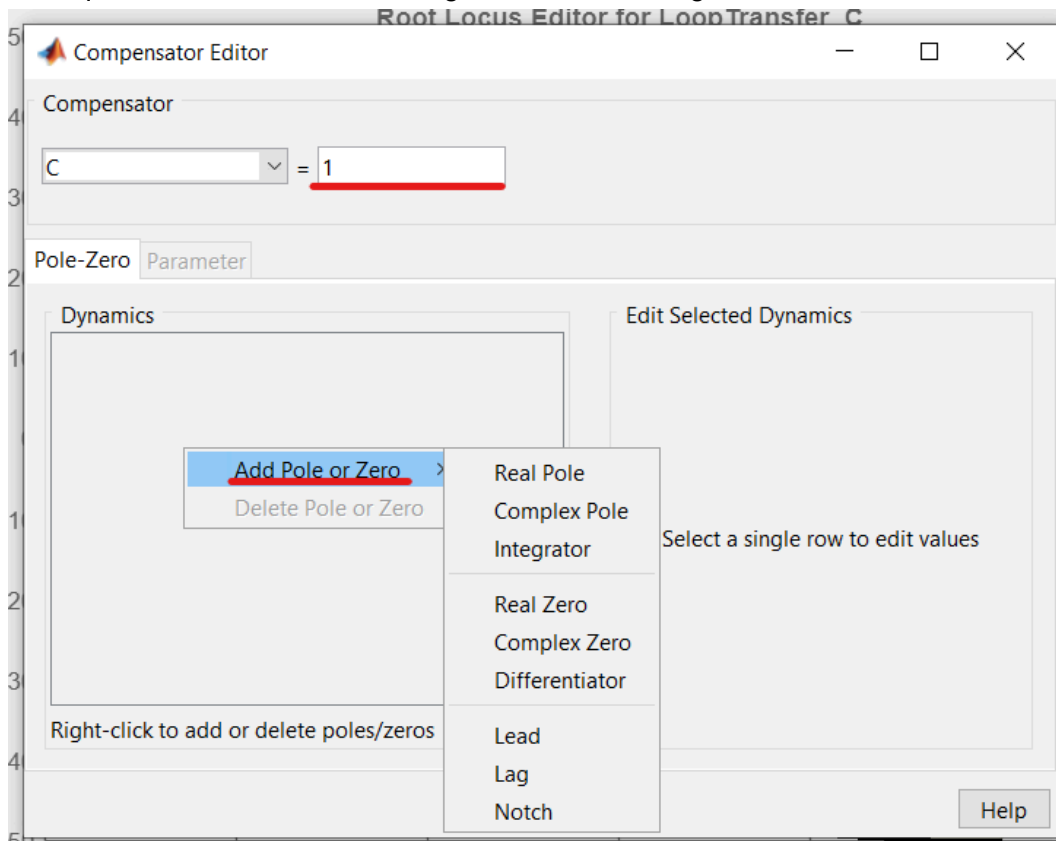 Root Locus Editor for LoopTransfer_C
Compensator Editor
Compensator
C = 1
Pole-Zero Parameter
Dynamics
Edit Selected Dynamics
Add Pole or Zero >
Delete Pole or Zero
Real Pole
Complex Pole
Integrator
Real Zero
Complex Zero
Differentiator
Lead
Lag
Notch
Select a single row to edit values
Right-click to add or delete poles/zeros
Help